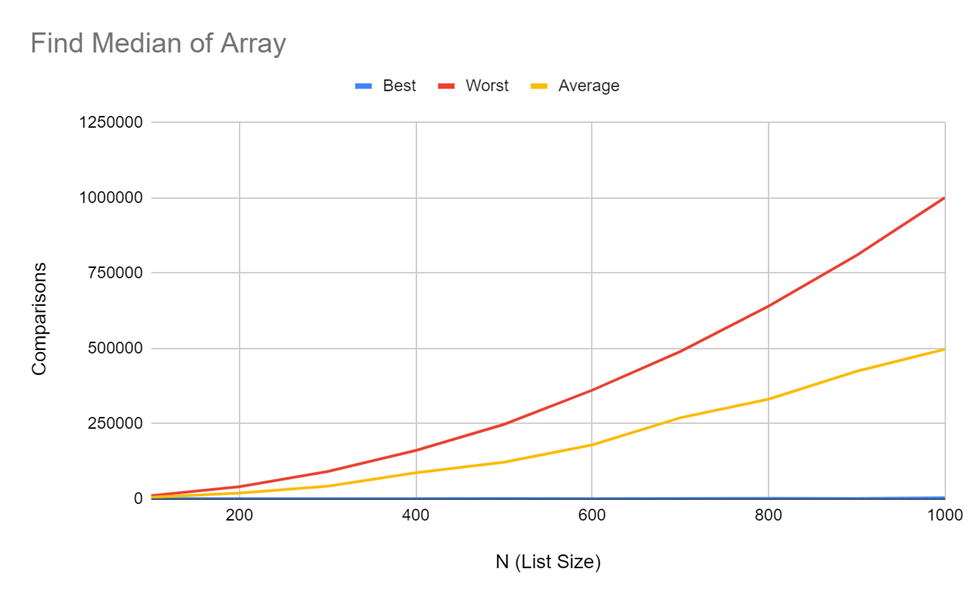 Find Median of Array
Best Worst Average
1250000
1000000
750000
500000
250000
0
Comparisons
200 400 600 800 1000
N (List Size)